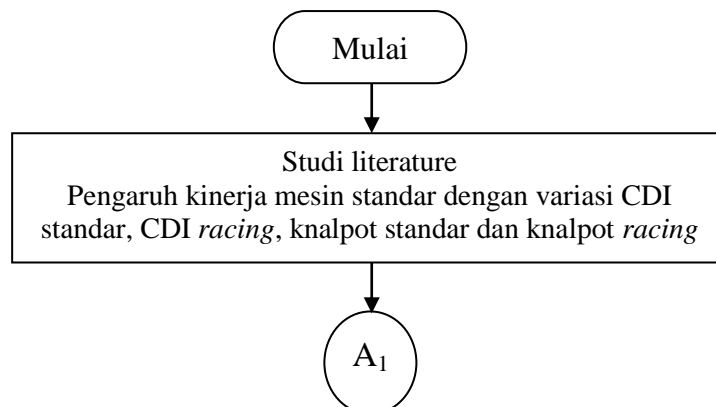 Mulai
Studi literature
Pengaruh kinerja mesin standar dengan variasi CDI
standar, CDI racing, knalpot standar dan knalpot racing
A₁